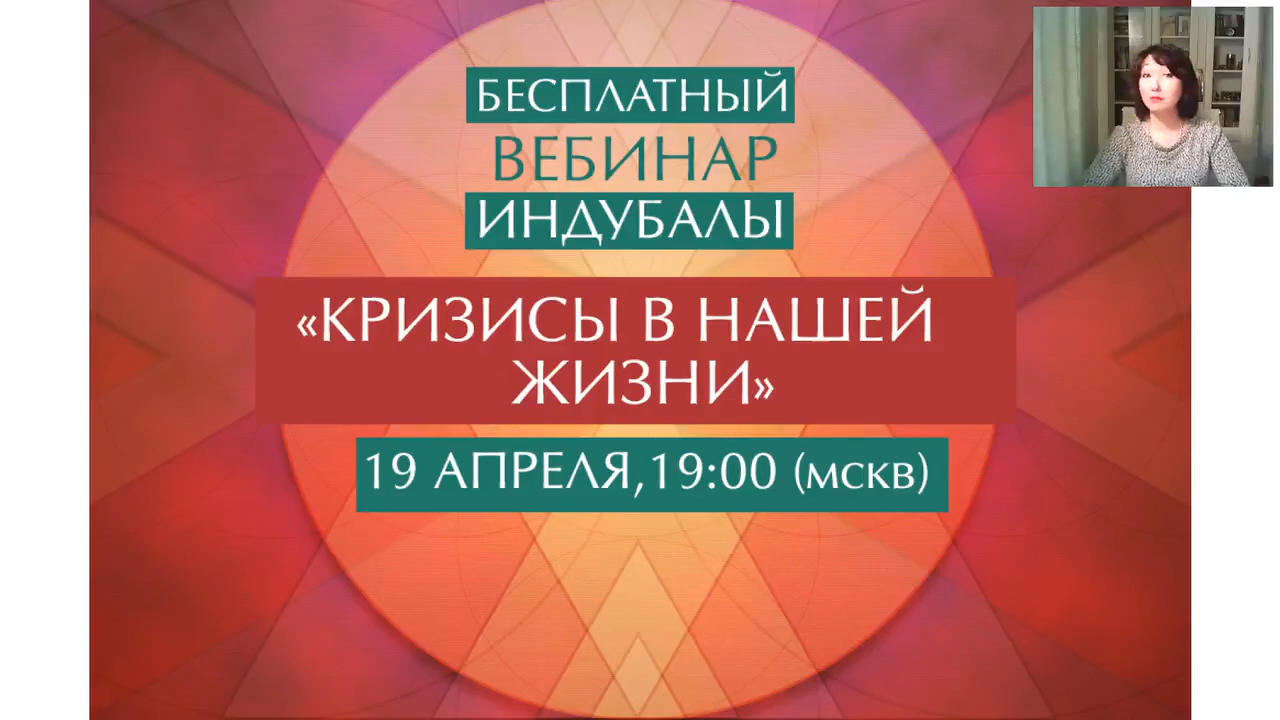 БЕСПЛАТНЫЙ
ВЕБИНАР
ИНДУБАЛЫ
«КРИЗИСЫ В НАШЕЙ
ЖИЗНИ»
19 АПРЕЛЯ,19:00 (мскв)